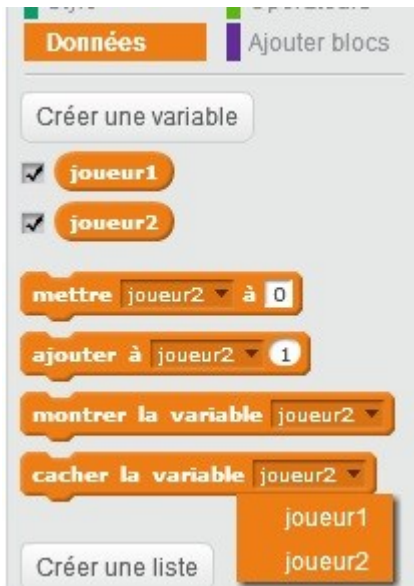 Données
Ajouter blocs
Créer une variable
joueur1
joueur2
mettre joueur2 à 0
ajouter à joueur2 1
montrer la variable joueur2
cacher la variable joueur2
joueur1
joueur2
Créer une liste